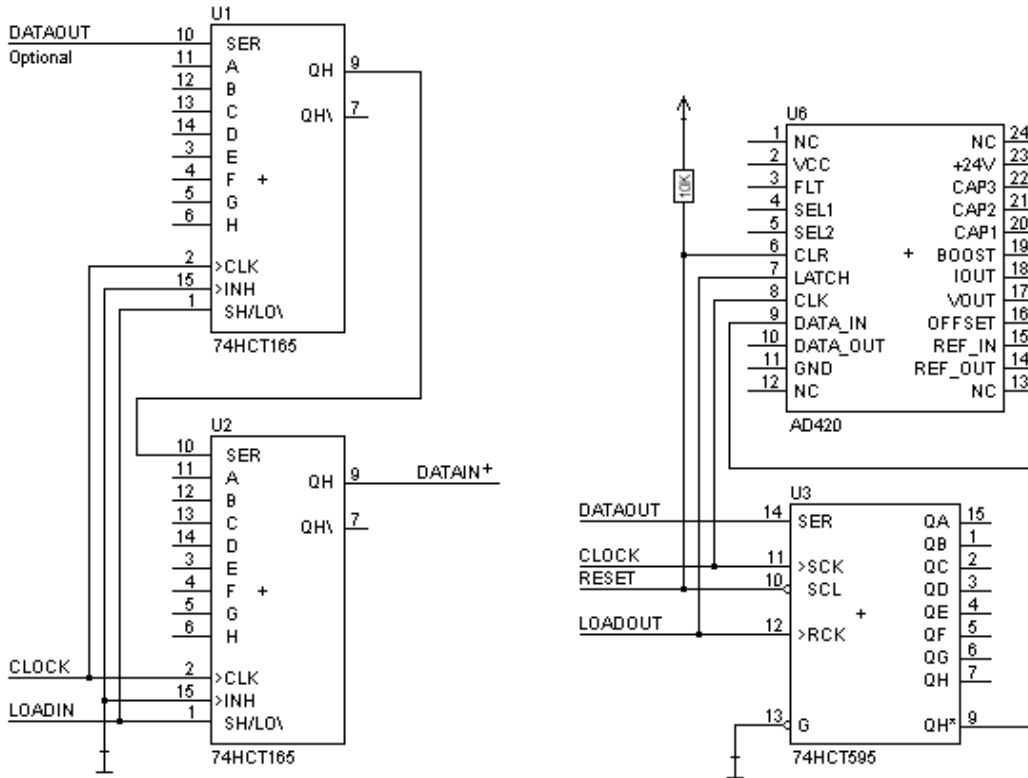 U1
DATAOUT 10 SER
Optional 11 A
QH 9
12 B
13 C
QH\ 7
14 D
3 E
4 F +
5 G
6 H
2 >CLK
15 >INH
1 SH/LO\
74HCT165
U2
10 SER
11 A
QH 9 DATAIN+
12 B
13 C
QH\ 7
14 D
3 E
4 F +
5 G
6 H
CLOCK 2 >CLK
15 >INH
LOADIN 1 SH/LO\
74HCT165
10K
U6
1 NC NC 24
2 VCC +24V 23
3 FLT CAP3 22
4 SEL1 CAP2 21
5 SEL2 CAP1 20
6 CLR + BOOST 19
7 LATCH IOUT 18
8 CLK VOUT 17
9 DATA_IN OFFSET 16
10 DATA_OUT REF_IN 15
11 GND REF_OUT 14
12 NC NC 13
AD420
U3
DATAOUT 14 SER QA 15
QB 1
CLOCK 11 >SCK QC 2
RESET 10 SCL QD 3
+ QE 4
LOADOUT 12 >RCK QF 5
QG 6
QH 7
13 G QH* 9
74HCT595